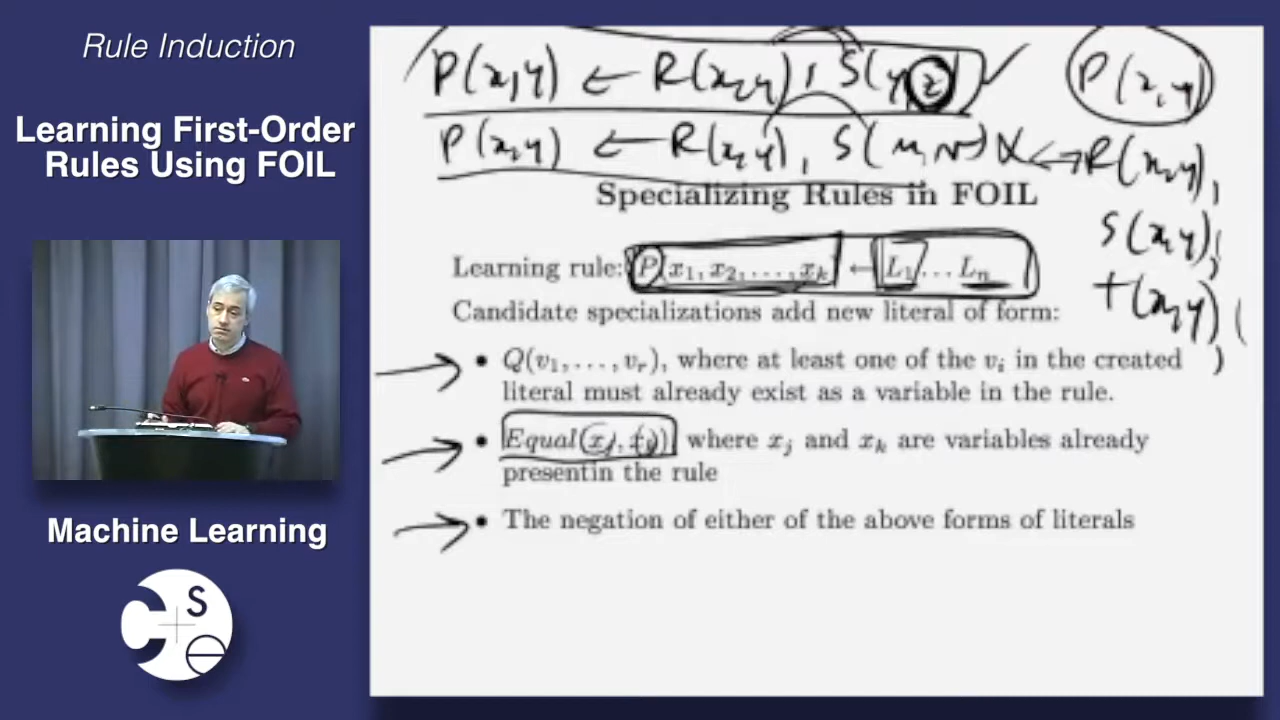 Rule Induction
Learning First-Order
Rules Using FOIL
Machine Learning
C S e
P(x,y) ← R(x,y), S(y,z) ✓
P(x,y)
P(x,y) ← R(x,y), S(u,v) X
R(x,y),
S(x,y),
T(x,y),
Specializing Rules in FOIL
Learning rule: P(x₁, x₂, . . . , xₖ) ← L₁ . . . Lₙ
Candidate specializations add new literal of form:
• Q(v₁, . . . , vᵣ), where at least one of the vᵢ in the created
literal must already exist as a variable in the rule.
• Equal(xⱼ, xₖ) where xⱼ and xₖ are variables already
presentin the rule
• The negation of either of the above forms of literals